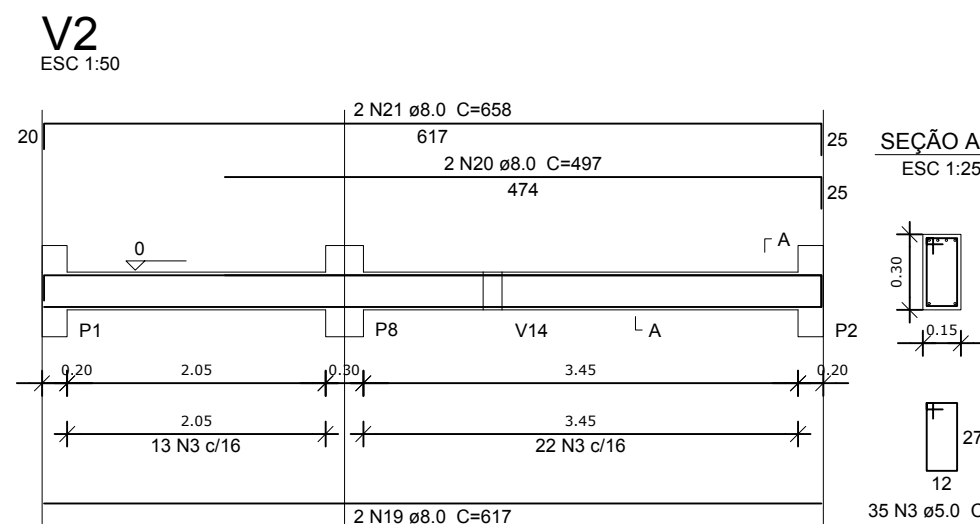 V2
ESC 1:50
2 N21 ø8.0 C=658
20
617
25
2 N20 ø8.0 C=497
474
25
SEÇÃO A
ESC 1:25
0
A
P1
P8
V14
A
P2
0.30
0.15
0.20
2.05
0.30
3.45
0.20
2.05
13 N3 c/16
3.45
22 N3 c/16
27
12
35 N3 ø5.0 C
2 N19 ø8.0 C=617